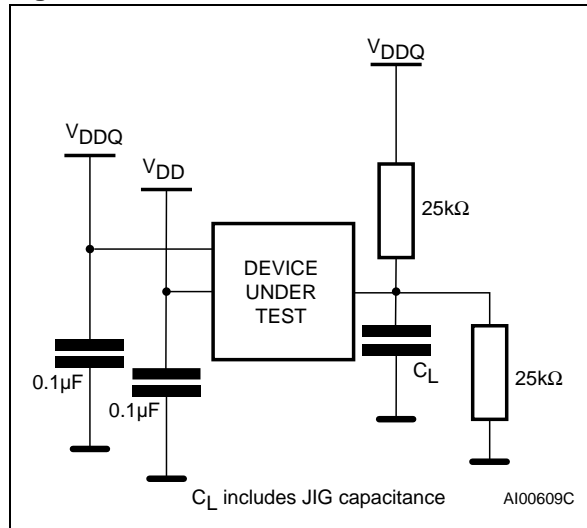 VDDQ
VDDQ
VDD
25kΩ
DEVICE
UNDER
TEST
0.1µF
0.1µF
CL
25kΩ
CL includes JIG capacitance
AI00609C